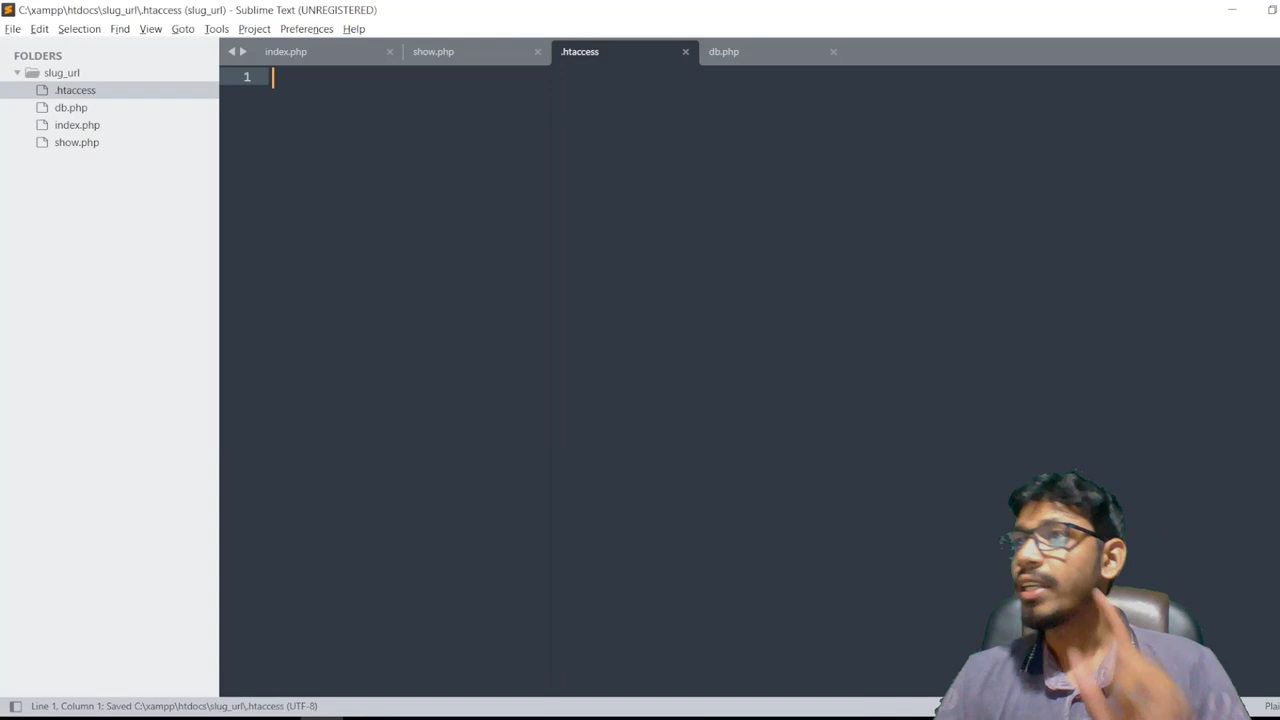 C:\xampp\htdocs\slug_url\.htaccess (slug_url) - Sublime Text (UNREGISTERED)
File Edit Selection Find View Goto Tools Project Preferences Help
FOLDERS
slug_url
.htaccess
db.php
index.php
show.php
index.php show.php .htaccess db.php
1
Line 1, Column 1: Saved C:\xampp\htdocs\slug_url\.htaccess (UTF-8)